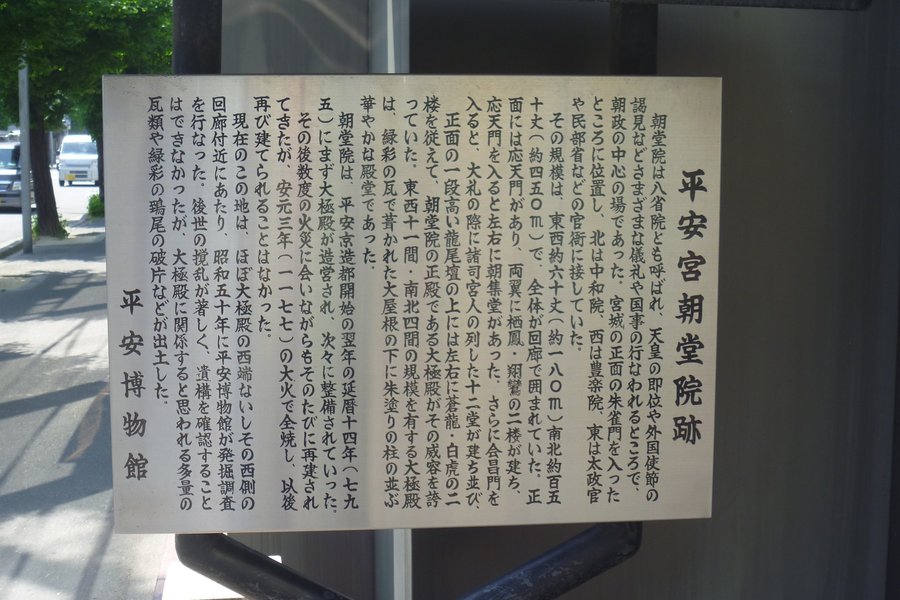 平安宮朝堂院跡
朝堂院は八省院とも呼ばれ、天皇の即位や外国使節の
謁見などさまざまな儀礼や国事の行なわれるところで、
朝政の中心の場であった。宮城の正面の朱雀門を入った
ところに位置し、北は中和院、西は豊楽院、東は太政官
や民部省などの官衙に接していた。
その規模は、東西約六十丈(約一八〇m)南北約百五
十丈(約四五〇m)で、全体が回廊で囲まれていた。正
面には応天門があり、両翼に栖鳳・翔鸞の二楼が建ち、
応天門を入ると左右に朝集堂があった。さらに会昌門を
入ると、大礼の際に諸司官人の列した十二堂が建ち並び、
正面の一段高い龍尾壇の上には左右に蒼龍・白虎の二
楼を従えて、朝堂院の正殿である大極殿がその威容を誇
っていた。東西十一間・南北四間の規模を有する大極殿
は、緑彩の瓦で葺かれた大屋根の下に朱塗りの柱の並ぶ
華やかな殿堂であった。
朝堂院は、平安京造都開始の翌年の延暦十四年(七九
五)にまず大極殿が造営され、次々に整備されていった。
その後数度の火災に会いながらもそのたびに再建され
てきたが、安元三年(一一七七)の大火で全焼し、以後
再び建てられることはなかった。
現在のこの地は、ほぼ大極殿の西端ないしその西側の
回廊付近にあたり、昭和五十年に平安博物館が発掘調査
を行なった。後世の撹乱が著しく、遺構を確認すること
はできなかったが、大極殿に関係すると思われる多量の
瓦類や緑彩の鵄尾の破片などが出土した。
平安博物館